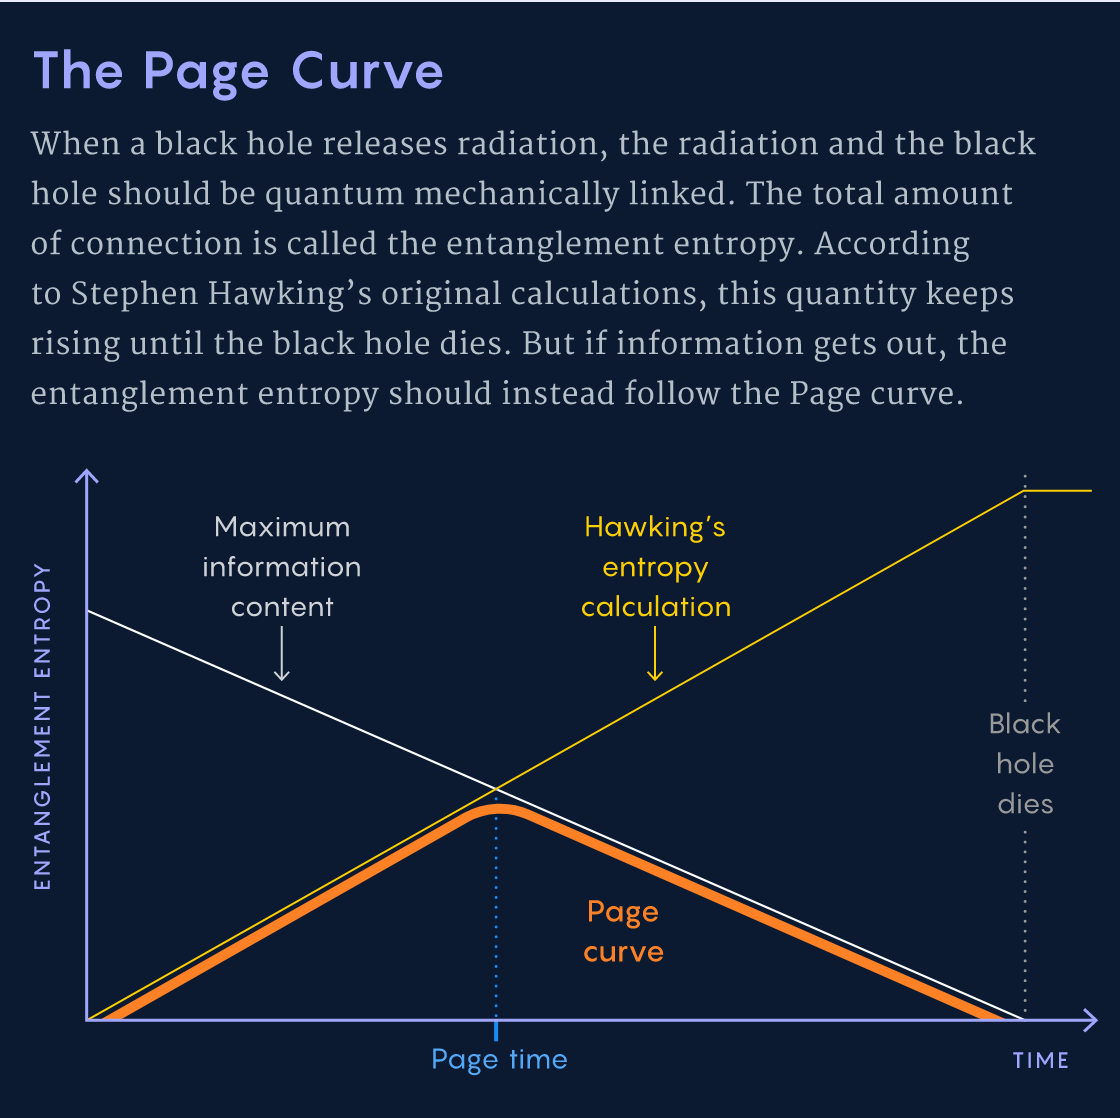 The Page Curve
When a black hole releases radiation, the radiation and the black
hole should be quantum mechanically linked. The total amount
of connection is called the entanglement entropy. According
to Stephen Hawking’s original calculations, this quantity keeps
rising until the black hole dies. But if information gets out, the
entanglement entropy should instead follow the Page curve.
Maximum
information
content
Hawking’s
entropy
calculation
ENTANGLEMENT ENTROPY
Black
hole
dies
Page
curve
Page time
TIME